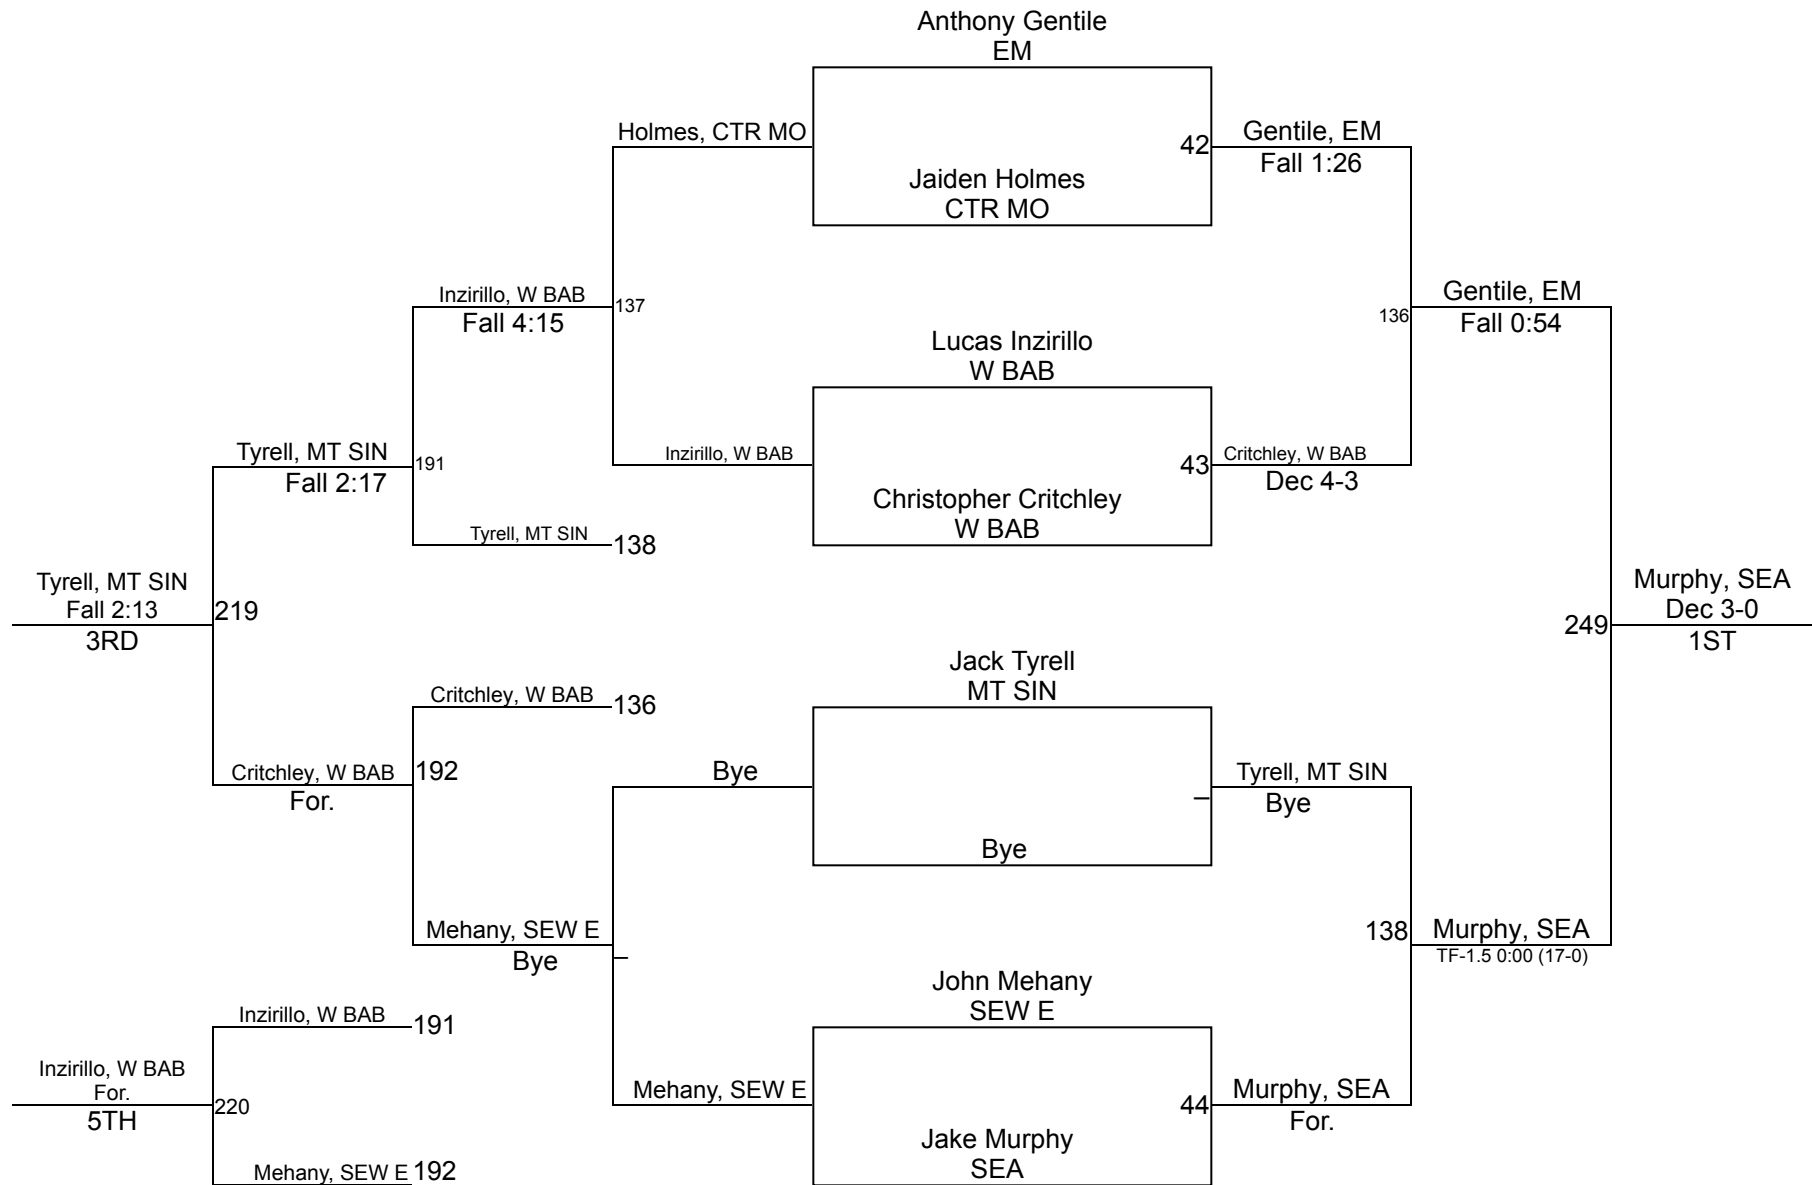 Anthony Gentile
EM
Holmes, CTR MO
42
Gentile, EM
Fall 1:26
Jaiden Holmes
CTR MO
Inzirillo, W BAB
Fall 4:15
137
136
Gentile, EM
Fall 0:54
Lucas Inzirillo
W BAB
Tyrell, MT SIN
Fall 2:17
191
Inzirillo, W BAB
43
Critchley, W BAB
Dec 4-3
Christopher Critchley
W BAB
Tyrell, MT SIN
138
Tyrell, MT SIN
Fall 2:13
3RD
219
249
Murphy, SEA
Dec 3-0
1ST
Jack Tyrell
MT SIN
Critchley, W BAB
136
Critchley, W BAB
For.
192
Bye
–
Tyrell, MT SIN
Bye
Bye
Mehany, SEW E
Bye
–
138
Murphy, SEA
TF-1.5 0:00 (17-0)
John Mehany
SEW E
Inzirillo, W BAB
191
Inzirillo, W BAB
For.
5TH
220
Mehany, SEW E
44
Murphy, SEA
For.
Jake Murphy
SEA
Mehany, SEW E
192